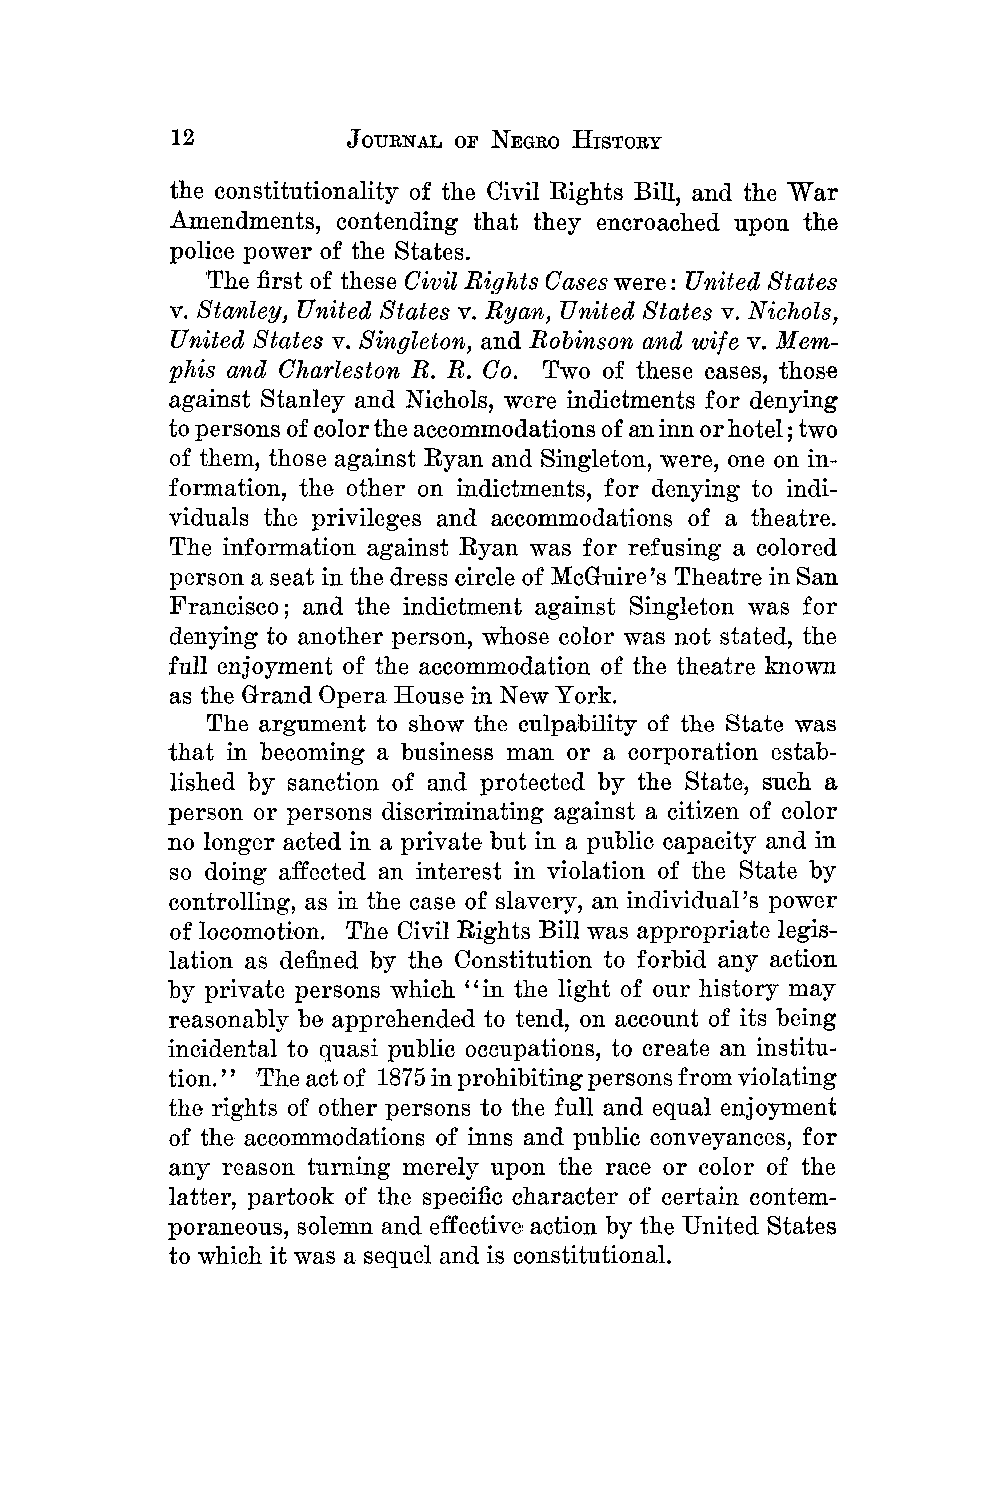 12 JOURNAL OF NEGRO HISTORY
the constitutionality of the Civil Rights Bill, and the War
Amendments, contending that they encroached upon the
police power of the States.
The first of these Civil Rights Cases were: United States
v. Stanley, United States v. Ryan, United States v. Nichols,
United States v. Singleton, and Robinson and wife v. Mem-
phis and Charleston R. R. Co. Two of these cases, those
against Stanley and Nichols, were indictments for denying
to persons of color the accommodations of an inn or hotel; two
of them, those against Ryan and Singleton, were, one on in-
formation, the other on indictments, for denying to indi-
viduals the privileges and accommodations of a theatre.
The information against Ryan was for refusing a colored
person a seat in the dress circle of McGuire's Theatre in San
Francisco; and the indictment against Singleton was for
denying to another person, whose color was not stated, the
full enjoyment of the accommodation of the theatre known
as the Grand Opera House in New York.
The argument to show the culpability of the State was
that in becoming a business man or a corporation estab-
lished by sanction of and protected by the State, such a
person or persons discriminating against a citizen of color
no longer acted in a private but in a public capacity and in
so doing affected an interest in violation of the State by
controlling, as in the case of slavery, an individual's power
of locomotion. The Civil Rights Bill was appropriate legis-
lation as defined by the Constitution to forbid any action
by private persons which "in the light of our history may
reasonably be apprehended to tend, on account of its being
incidental to quasi public occupations, to create an institu-
tion." The act of 1875 in prohibiting persons from violating
the rights of other persons to the full and equal enjoyment
of the accommodations of inns and public conveyances, for
any reason turning merely upon the race or color of the
latter, partook of the specific character of certain contem-
poraneous, solemn and effective action by the United States
to which it was a sequel and is constitutional.